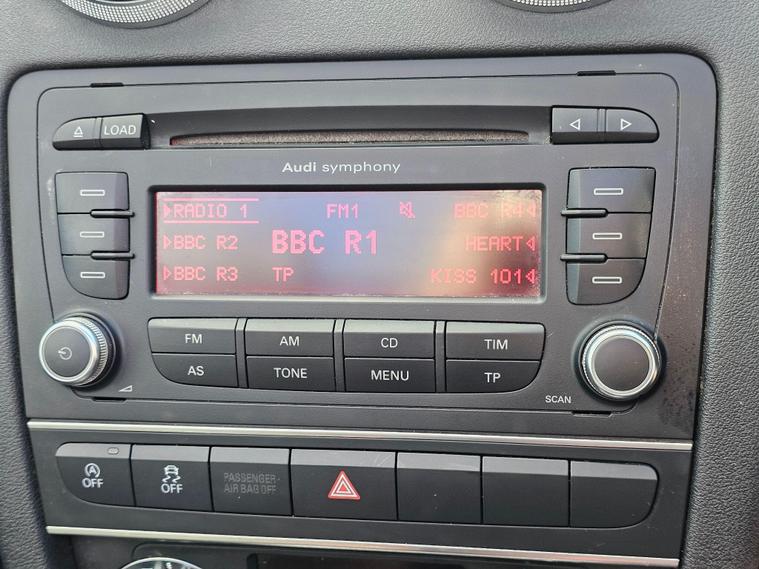 LOAD
Audi symphony
RADIO 1 FM1 BBC R4
BBC R2 BBC R1 HEART
BBC R3 TP KISS 101
FM AM CD TIM
AS TONE MENU TP
SCAN
A OFF OFF PASSENGER-
AIR BAG OFF